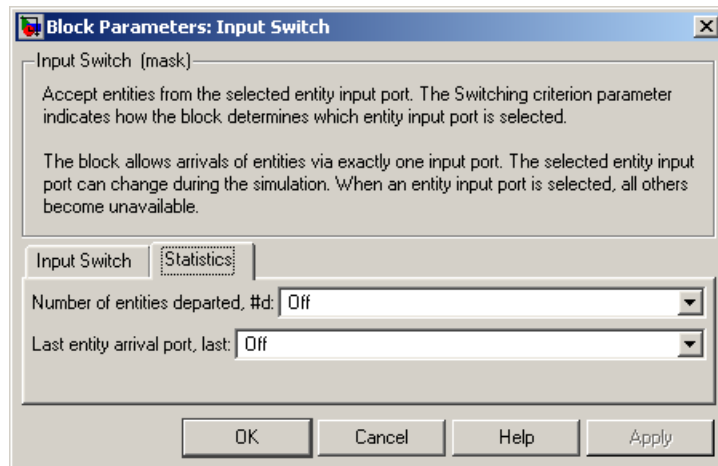 Block Parameters: Input Switch
Input Switch (mask)
Accept entities from the selected entity input port. The Switching criterion parameter
indicates how the block determines which entity input port is selected.
The block allows arrivals of entities via exactly one input port. The selected entity input
port can change during the simulation. When an entity input port is selected, all others
become unavailable.
Input Switch Statistics
Number of entities departed, #d: Off
Last entity arrival port, last: Off
OK Cancel Help Apply